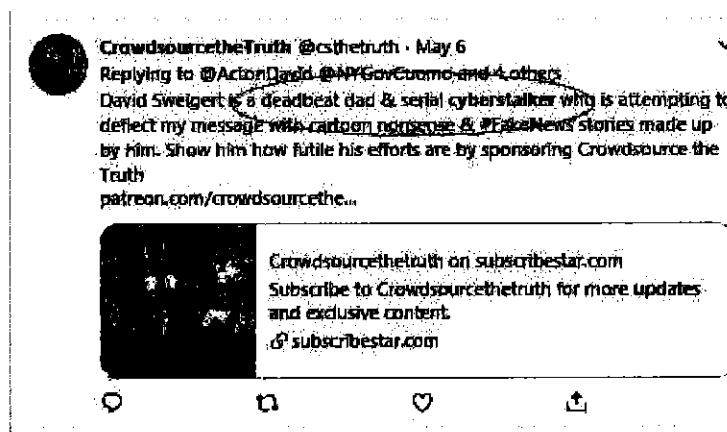 CrowdsourcetheTruth @csthetruth · May 6
Replying to @ActonDavid @NYGovCuomo and 4 others
David Sweigert is a deadbeat dad & serial cyberstalker who is attempting to
deflect my message with cartoon nonsense & #FakeNews stories made up
by him. Show him how futile his efforts are by sponsoring Crowdsource the
Truth
patreon.com/crowdsourcethe...
Crowdsourcethetruth on subscribestar.com
Subscribe to Crowdsourcethetruth for more updates
and exclusive content.
subscribestar.com